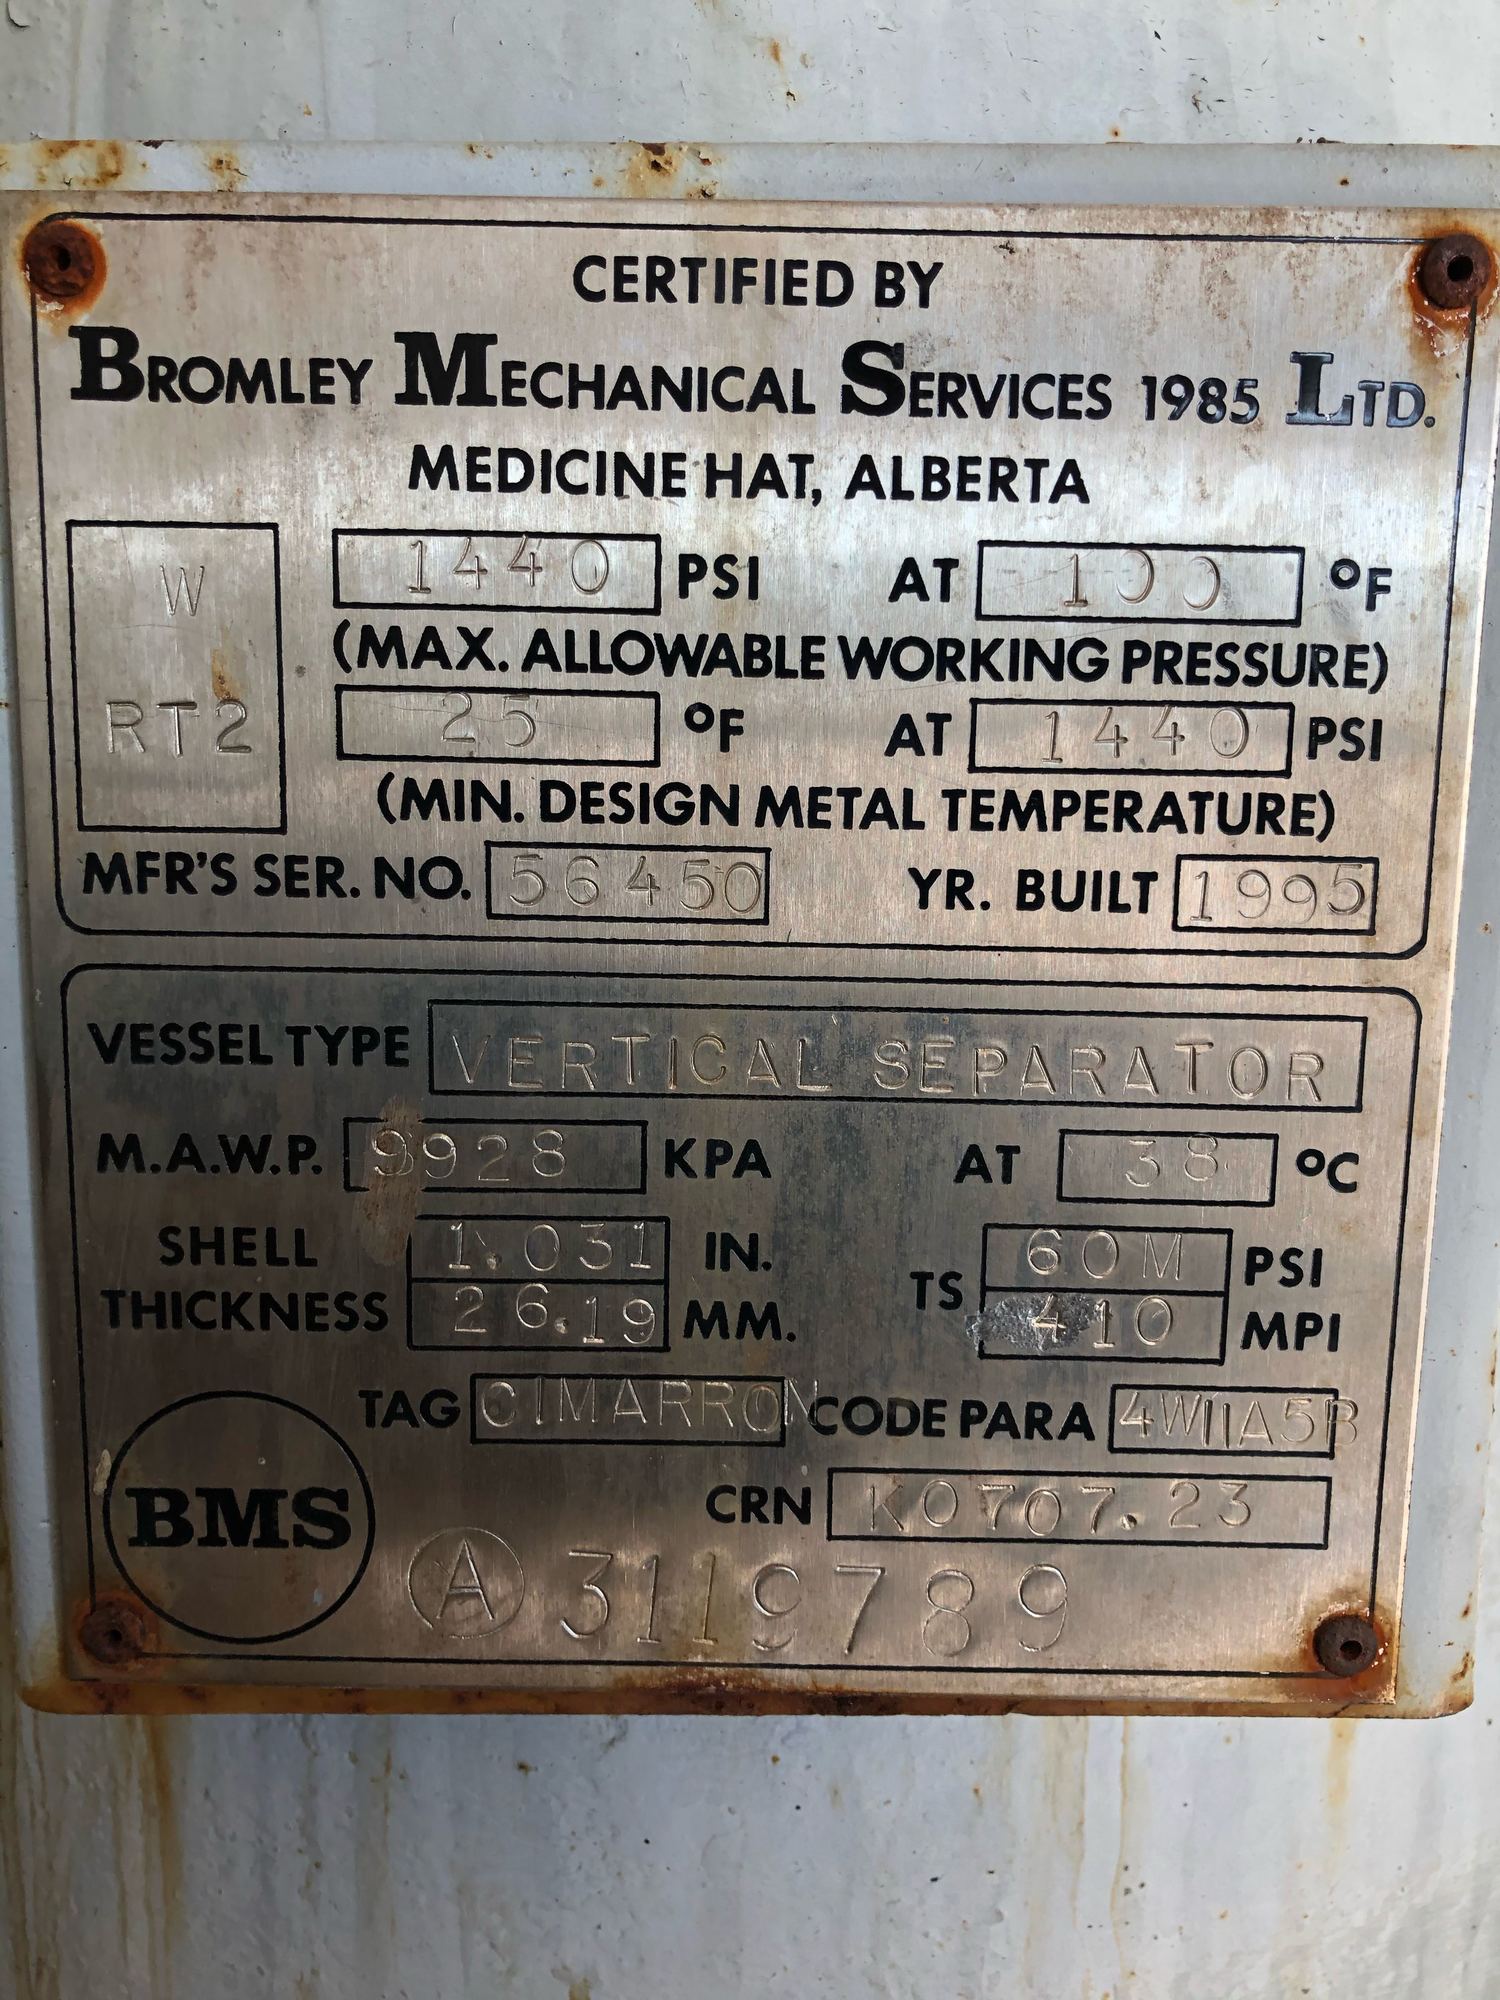 CERTIFIED BY
BROMLEY MECHANICAL SERVICES 1985 LTD.
MEDICINE HAT, ALBERTA
W 1440 PSI AT 100 °F
(MAX. ALLOWABLE WORKING PRESSURE)
RT2 25 °F AT 1440 PSI
(MIN. DESIGN METAL TEMPERATURE)
MFR'S SER. NO. 56450 YR. BUILT 1995
VESSEL TYPE VERTICAL SEPARATOR
M.A.W.P. 9928 KPA AT 38 °C
SHELL THICKNESS 1.031 IN. TS 60M PSI
26.19 MM. 410 MPI
TAG CIMARRON CODE PARA 4W11A5B
CRN K0707.23
BMS A 3119789